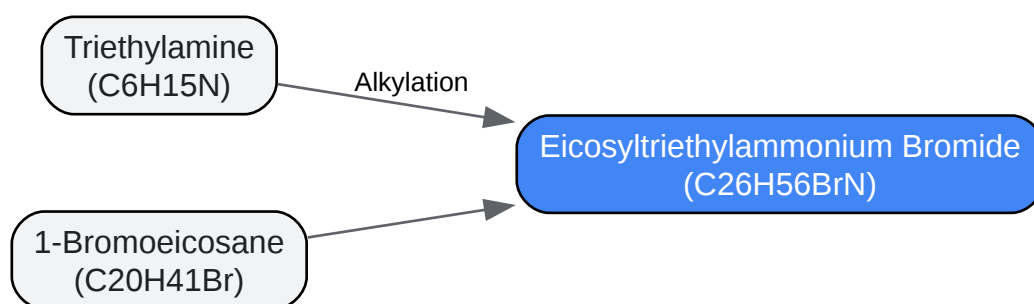 Triethylamine
(C6H15N)
Alkylation
Eicosyltriethylammonium Bromide
(C26H56BrN)
1-Bromoeicosane
(C20H41Br)